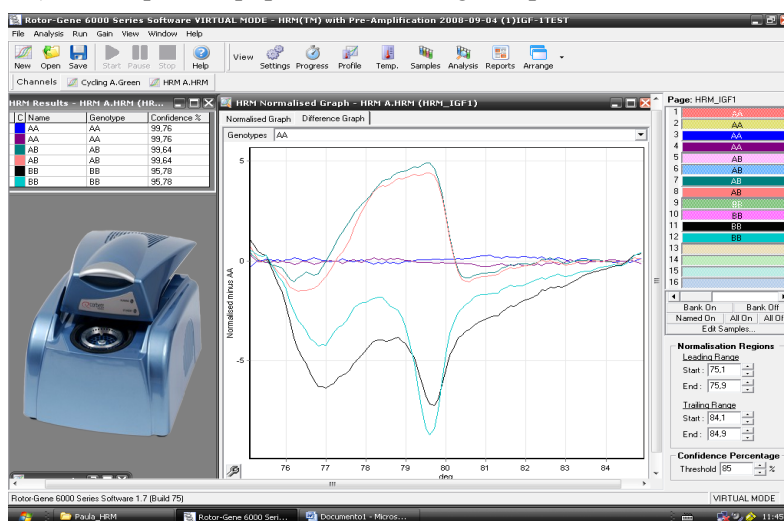 Rotor-Gene 6000 Series Software VIRTUAL MODE - HRM(TM) with Pre-Amplification 2008-09-04 (1)IGF-1TEST
File Analysis Run Gain View Window Help
New Open Save Start Pause Stop Help View Settings Progress Profile Temp. Samples Analysis Reports Arrange
Channels Cycling A.Green HRM A.HRM
HRM Results - HRM A.HRM (HR...
C Name Genotype Confidence %
AA AA 99,76
AA AA 99,76
AB AB 99,64
AB AB 99,64
BB BB 95,78
BB BB 95,78
HRM Normalised Graph - HRM A.HRM (HRM_IGF1)
Normalised Graph Difference Graph
Genotypes AA
Normalised minus AA
5
0
-5
76 77 78 79 80 81 82 83 84
deg
Page: HRM_IGF1
1 AA
2 AA
3 AA
4 AA
5 AB
6 AB
7 AB
8 AB
9 BB
10 BB
11 BB
12 BB
13
14
15
16
Bank On Bank Off
Named On All On All Of
Edit Samples...
Normalisation Regions
Leading Range
Start : 75,1
End : 75,9
Trailing Range
Start : 84,1
End : 84,9
Confidence Percentage
Threshold 85 %
Rotor-Gene 6000 Series Software 1.7 (Build 75) VIRTUAL MODE
Paula_HRM Rotor-Gene 6000 Seri... Documento1 - Micros... 11:45